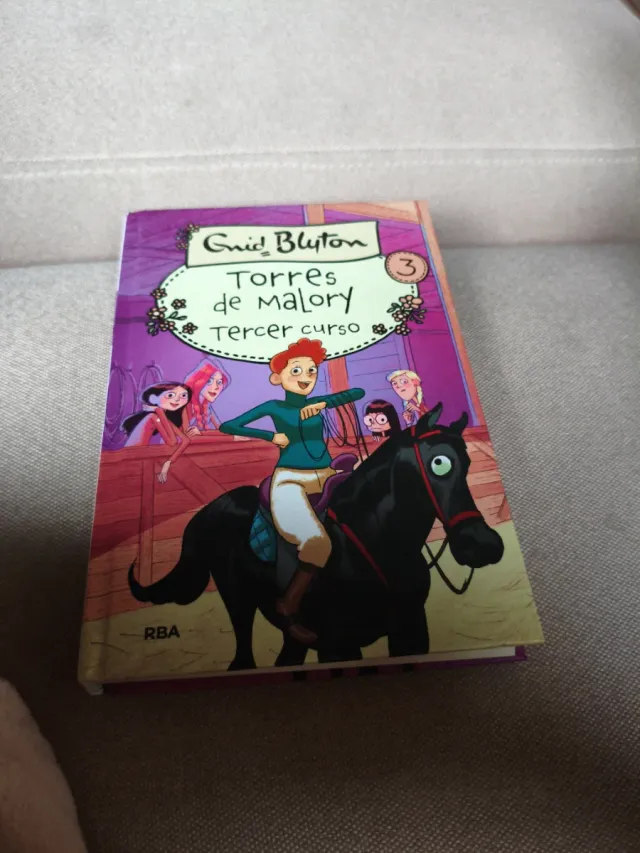 Enid Blyton
3
Torres
de Malory
Tercer curso
RBA